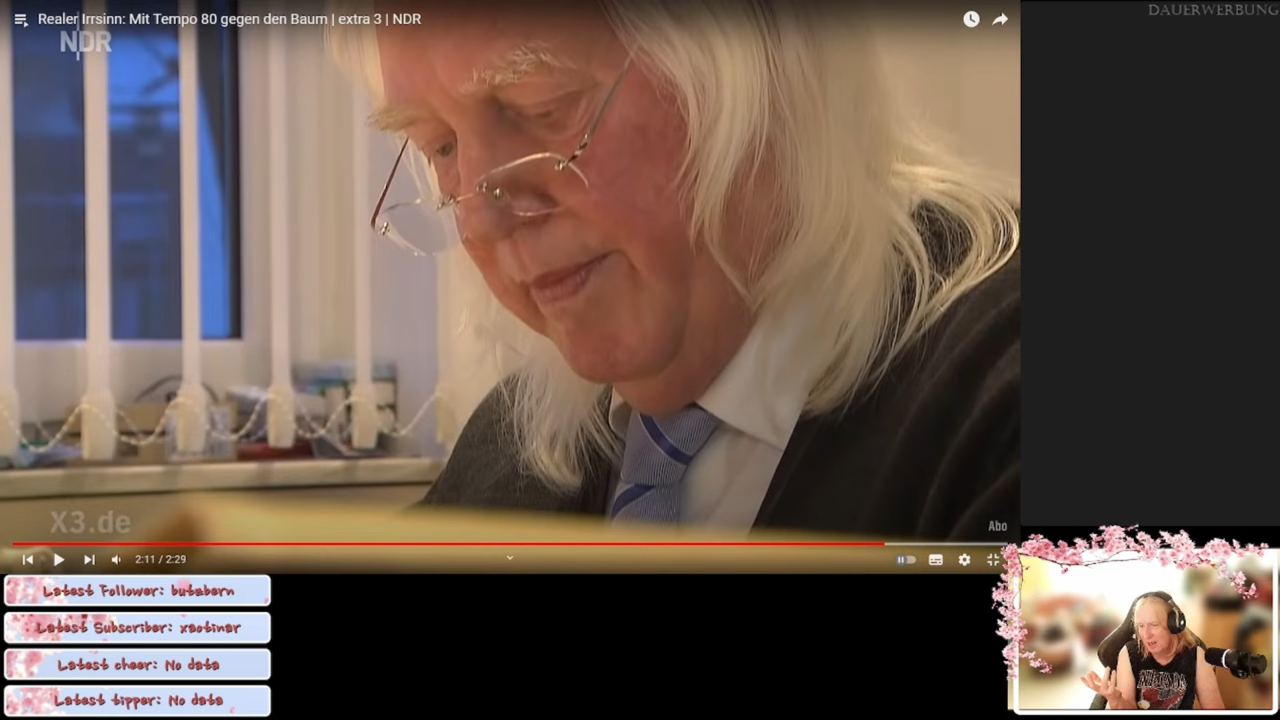 Realer Irrsinn: Mit Tempo 80 gegen den Baum | extra 3 | NDR
DAUERWERBUNG
NDR
X3.de
Abo
2:11 / 2:29
Latest Follower: butabern
Latest Subscriber: xaotinar
Latest cheer: No data
Latest tipper: No data